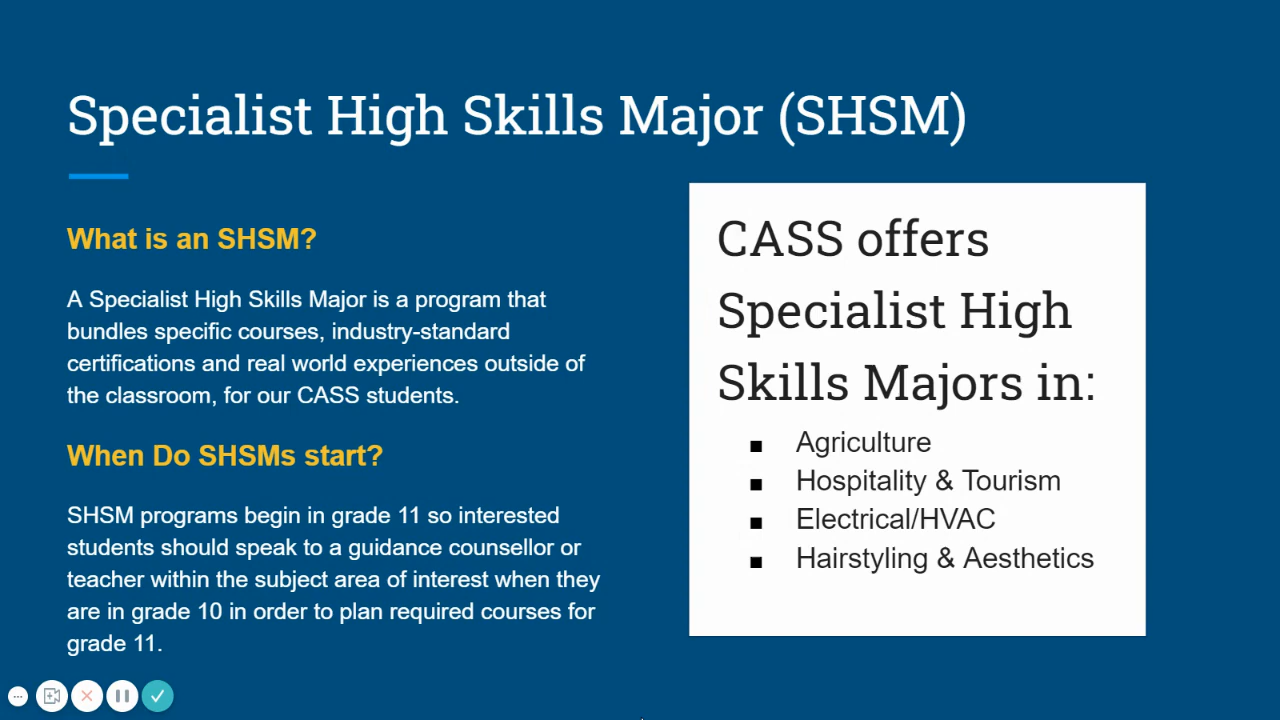 Specialist High Skills Major (SHSM)
What is an SHSM?
A Specialist High Skills Major is a program that
bundles specific courses, industry-standard
certifications and real world experiences outside of
the classroom, for our CASS students.
When Do SHSMs start?
SHSM programs begin in grade 11 so interested
students should speak to a guidance counsellor or
teacher within the subject area of interest when they
are in grade 10 in order to plan required courses for
grade 11.
CASS offers
Specialist High
Skills Majors in:
■ Agriculture
■ Hospitality & Tourism
■ Electrical/HVAC
■ Hairstyling & Aesthetics